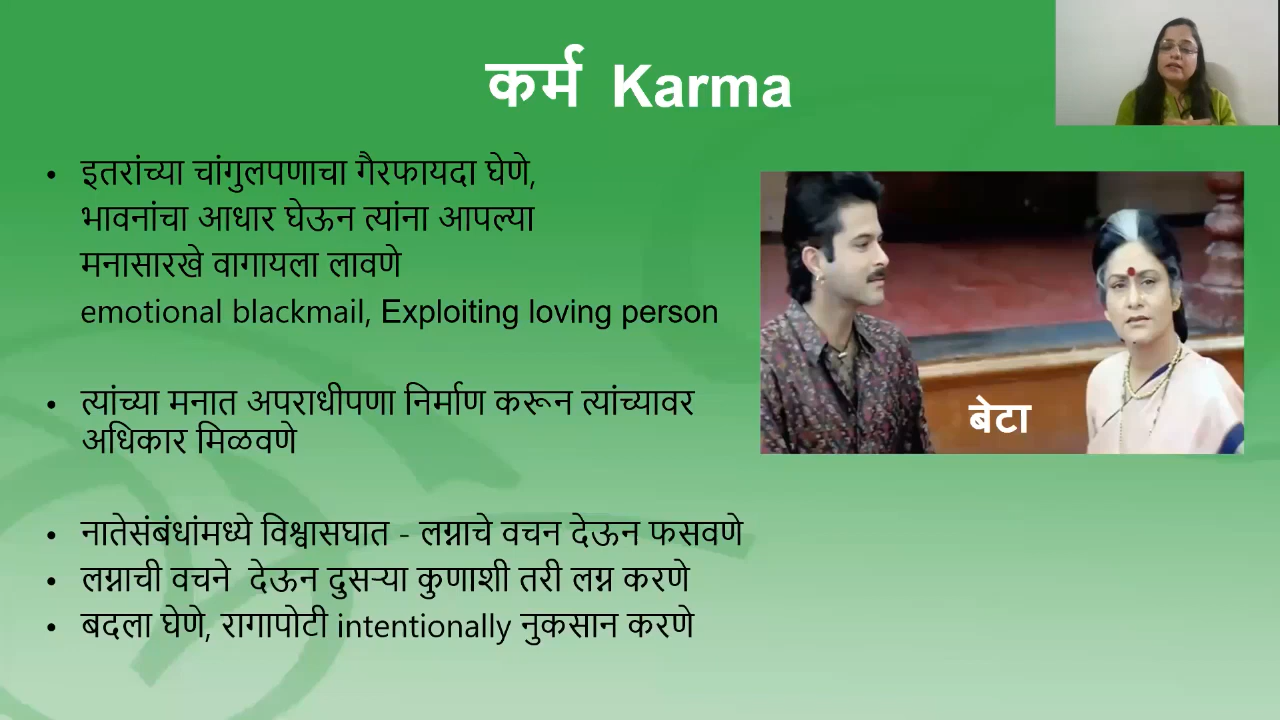 कर्म Karma
• इतरांच्या चांगुलपणाचा गैरफायदा घेणे,
भावनांचा आधार घेऊन त्यांना आपल्या
मनासारखे वागायला लावणे
emotional blackmail, Exploiting loving person
• त्यांच्या मनात अपराधीपणा निर्माण करून त्यांच्यावर
अधिकार मिळवणे
बेटा
• नातेसंबंधांमध्ये विश्वासघात - लग्नाचे वचन देऊन फसवणे
• लग्नाची वचने देऊन दुसऱ्या कुणाशी तरी लग्न करणे
• बदला घेणे, रागापोटी intentionally नुकसान करणे